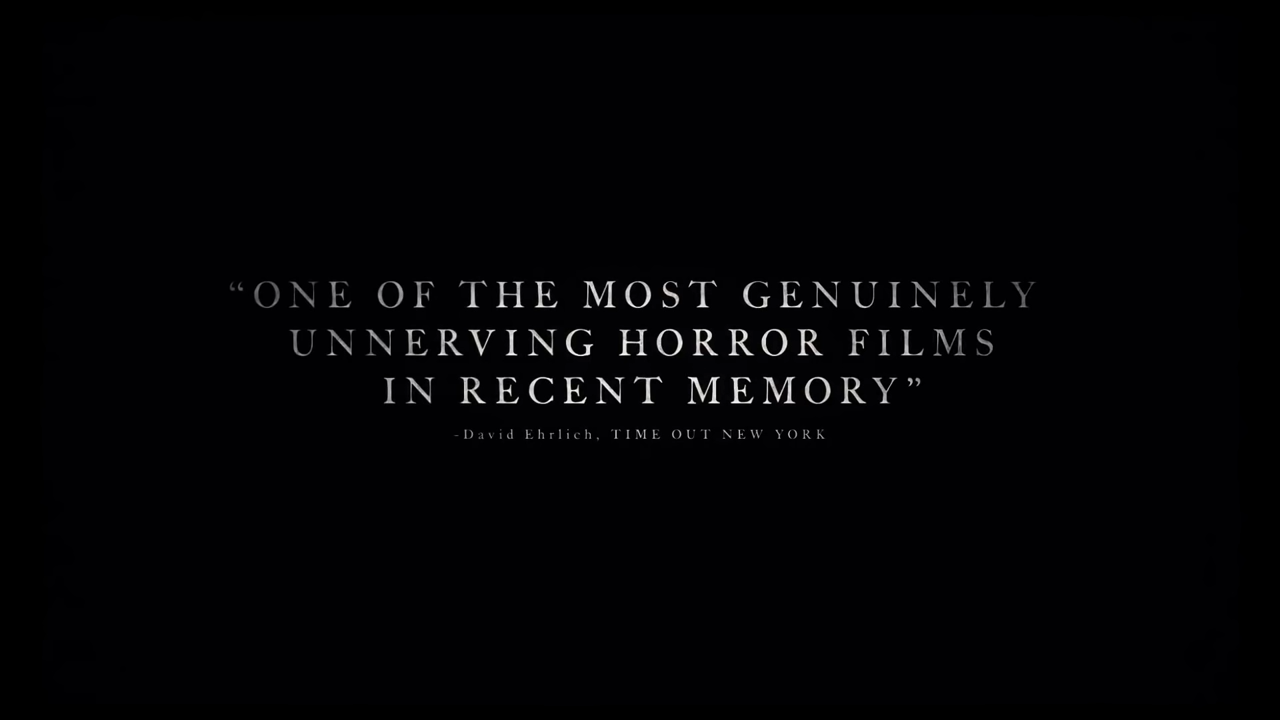 “ONE OF THE MOST GENUINELY
UNNERVING HORROR FILMS
IN RECENT MEMORY”
-David Ehrlich, TIME OUT NEW YORK